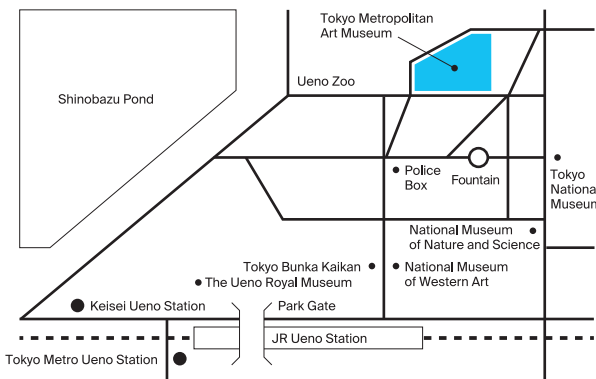 Tokyo Metropolitan
Art Museum
Ueno Zoo
Shinobazu Pond
Police
Box
Fountain
Tokyo
National
Museum
National Museum
of Nature and Science
Tokyo Bunka Kaikan
National Museum
of Western Art
The Ueno Royal Museum
Keisei Ueno Station
Park Gate
JR Ueno Station
Tokyo Metro Ueno Station